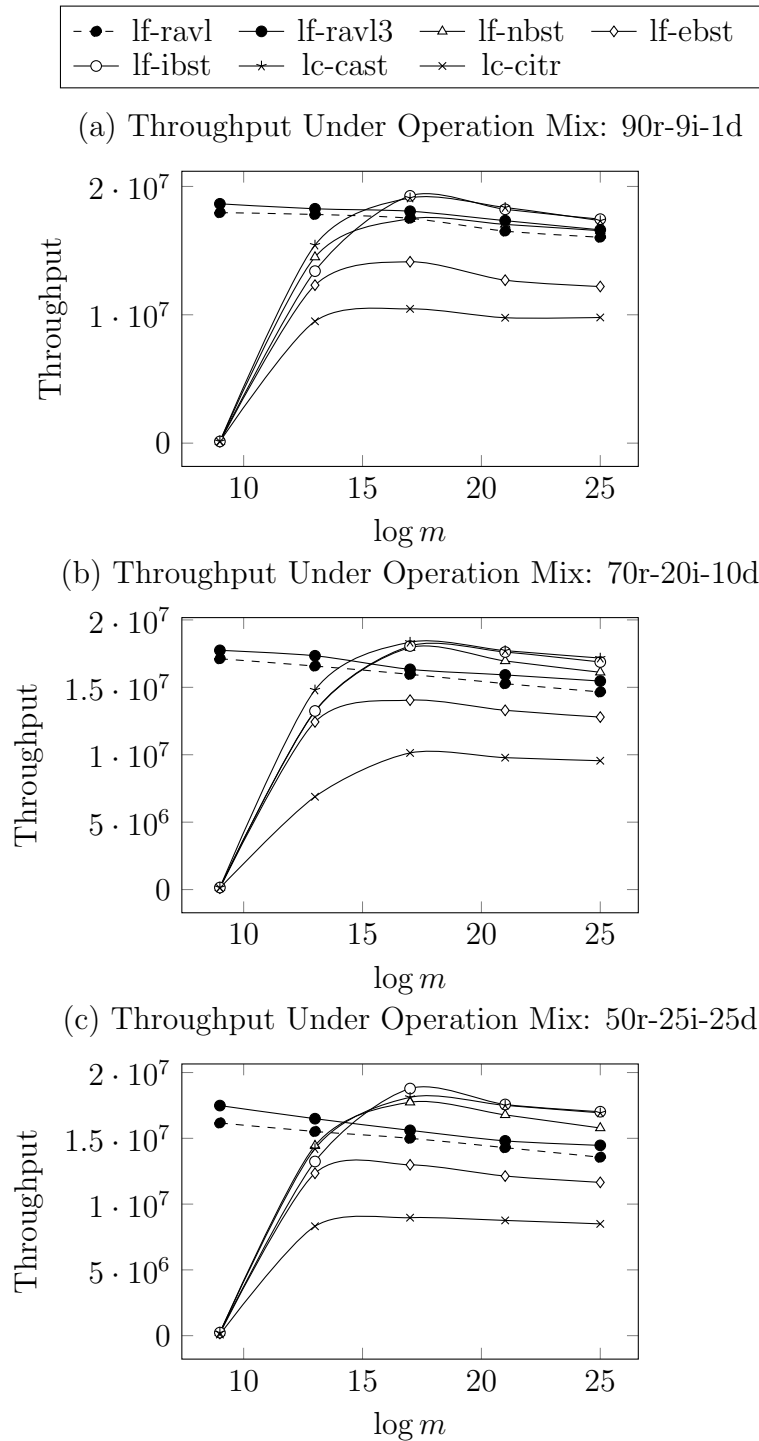 lf-ravl lf-ravl3 lf-nbst lf-ebst
lf-ibst lc-cast lc-citr
(a) Throughput Under Operation Mix: 90r-9i-1d
2 · 10^7
1 · 10^7
0
Throughput
10 15 20 25
log m
(b) Throughput Under Operation Mix: 70r-20i-10d
2 · 10^7
1.5 · 10^7
1 · 10^7
5 · 10^6
0
Throughput
10 15 20 25
log m
(c) Throughput Under Operation Mix: 50r-25i-25d
2 · 10^7
1.5 · 10^7
1 · 10^7
5 · 10^6
0
Throughput
10 15 20 25
log m